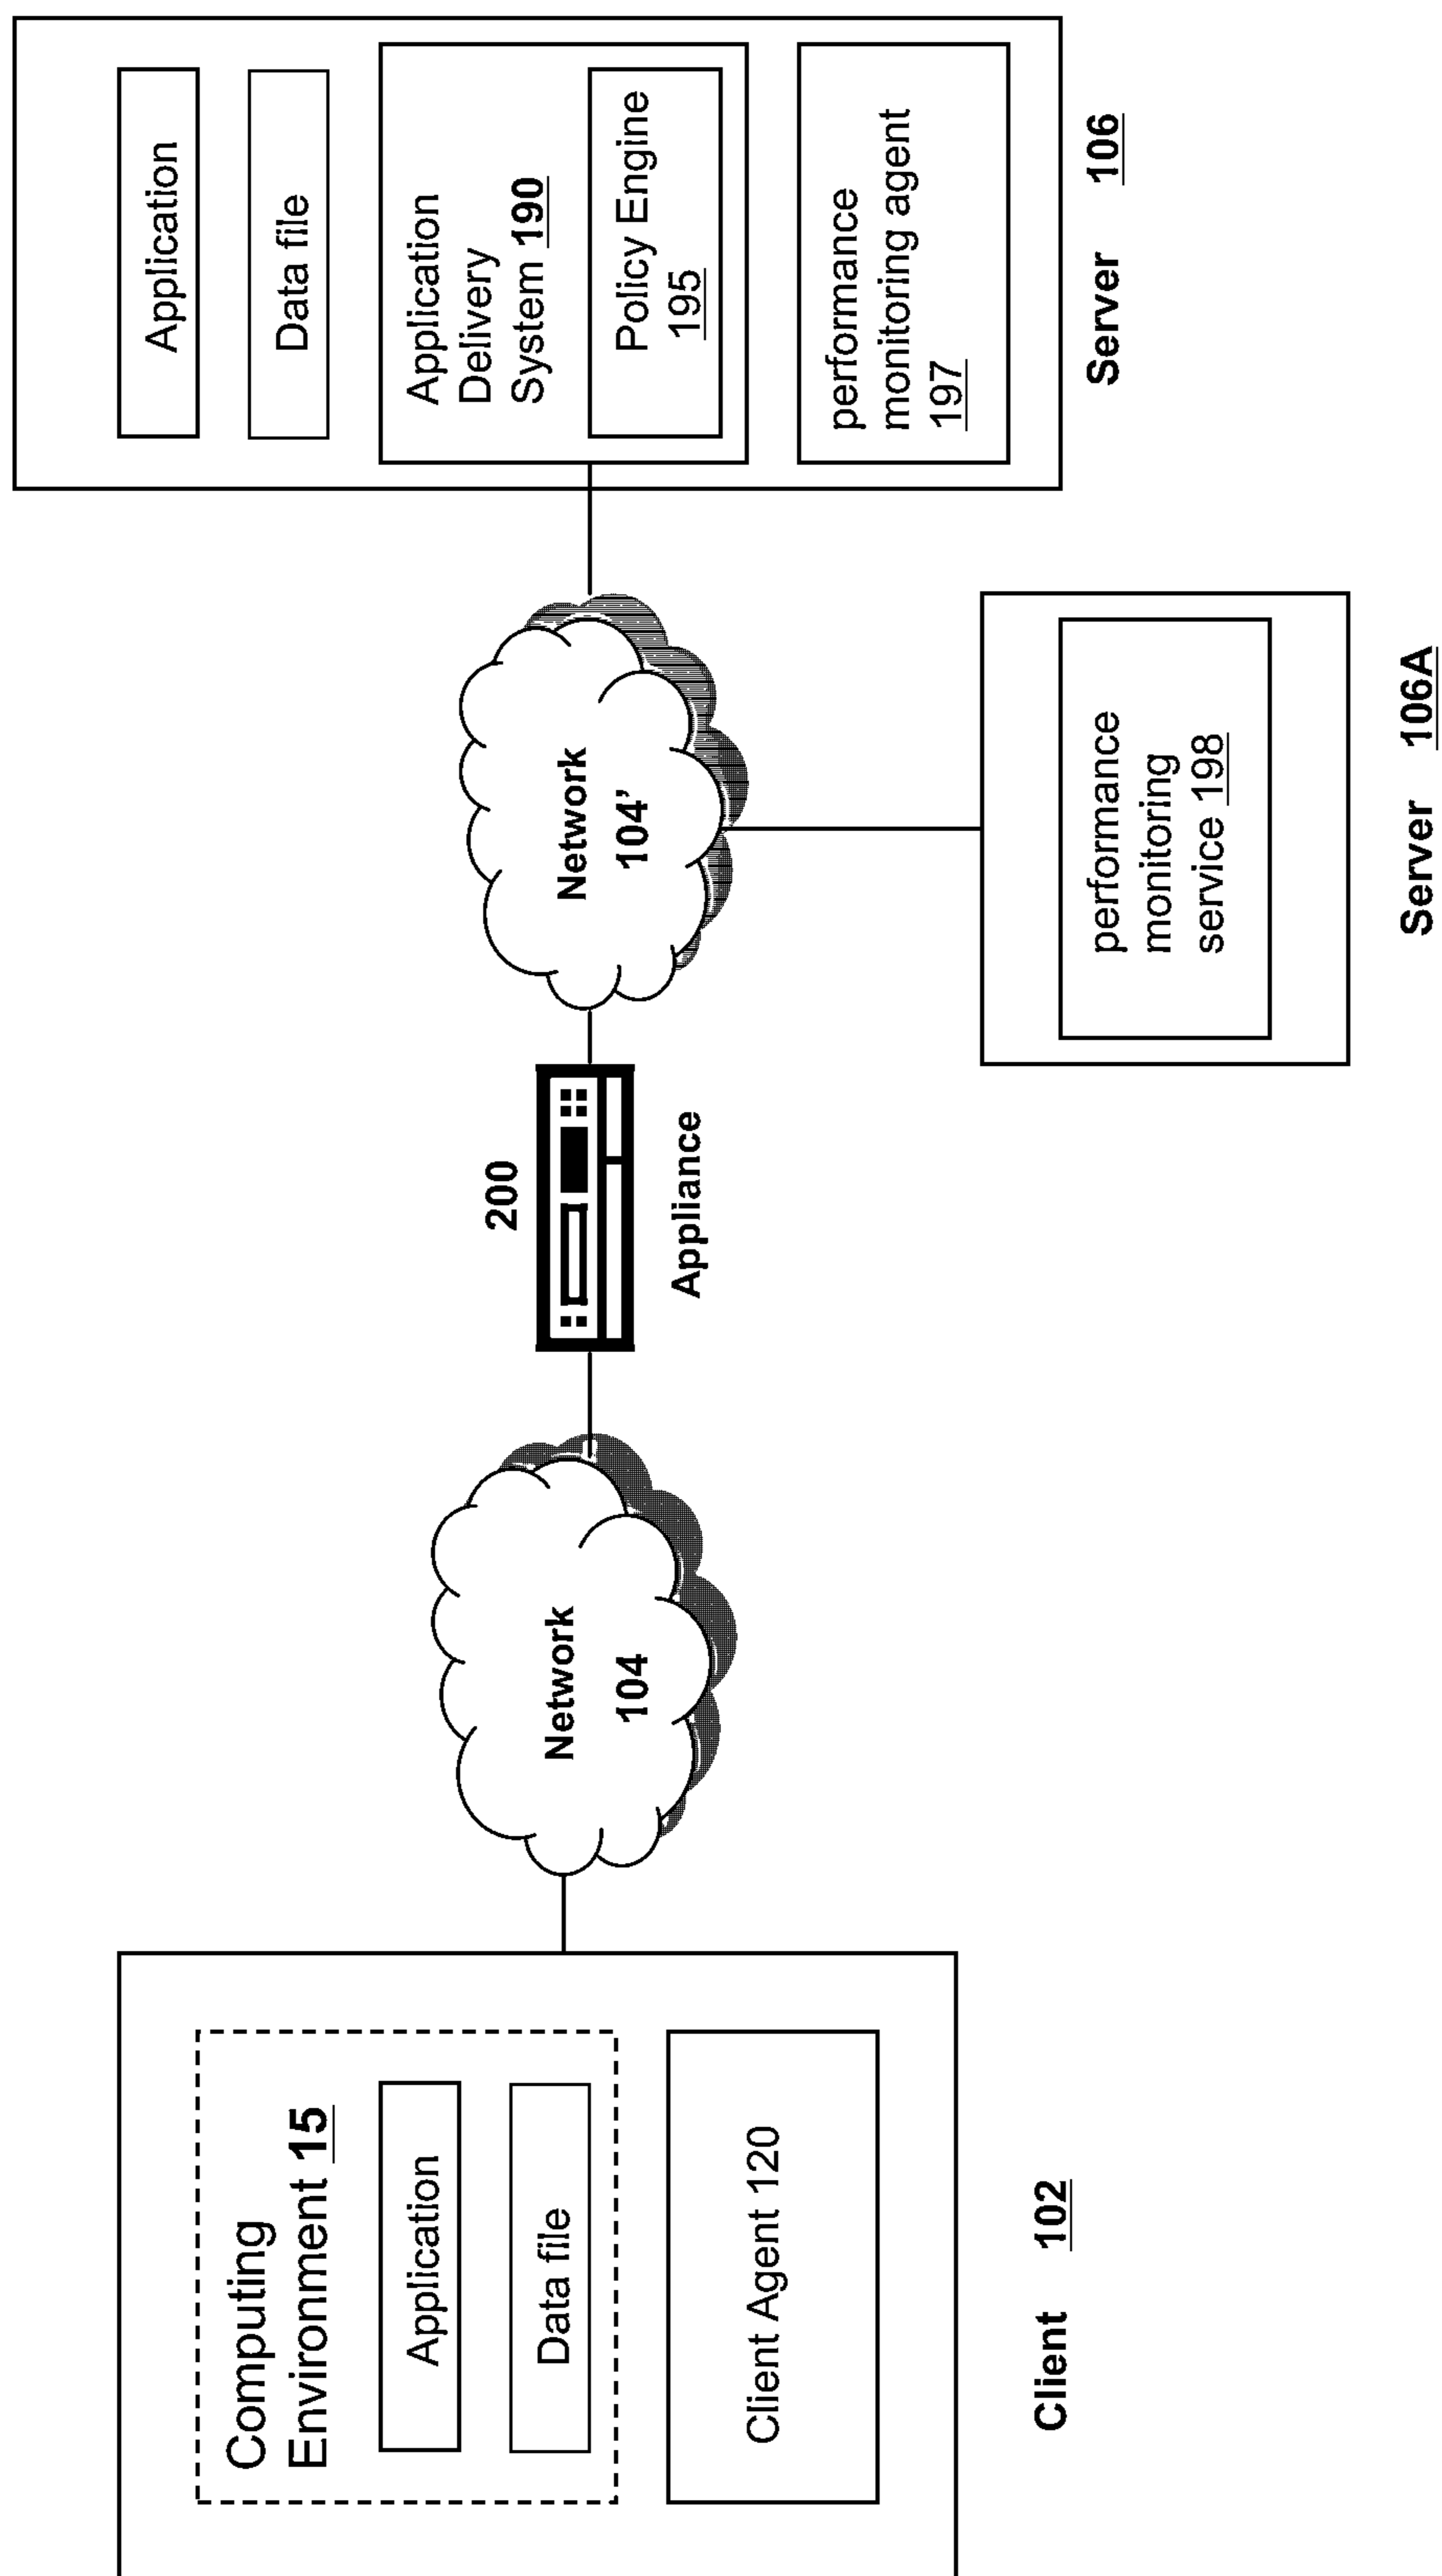 Computing
Environment 15
Application
Data file
Client Agent 120
Client 102
Network
104
200
Appliance
Network
104’
performance
monitoring
service 198
Server 106A
Application
Data file
Application
Delivery
System 190
Policy Engine
195
performance
monitoring agent
197
Server 106